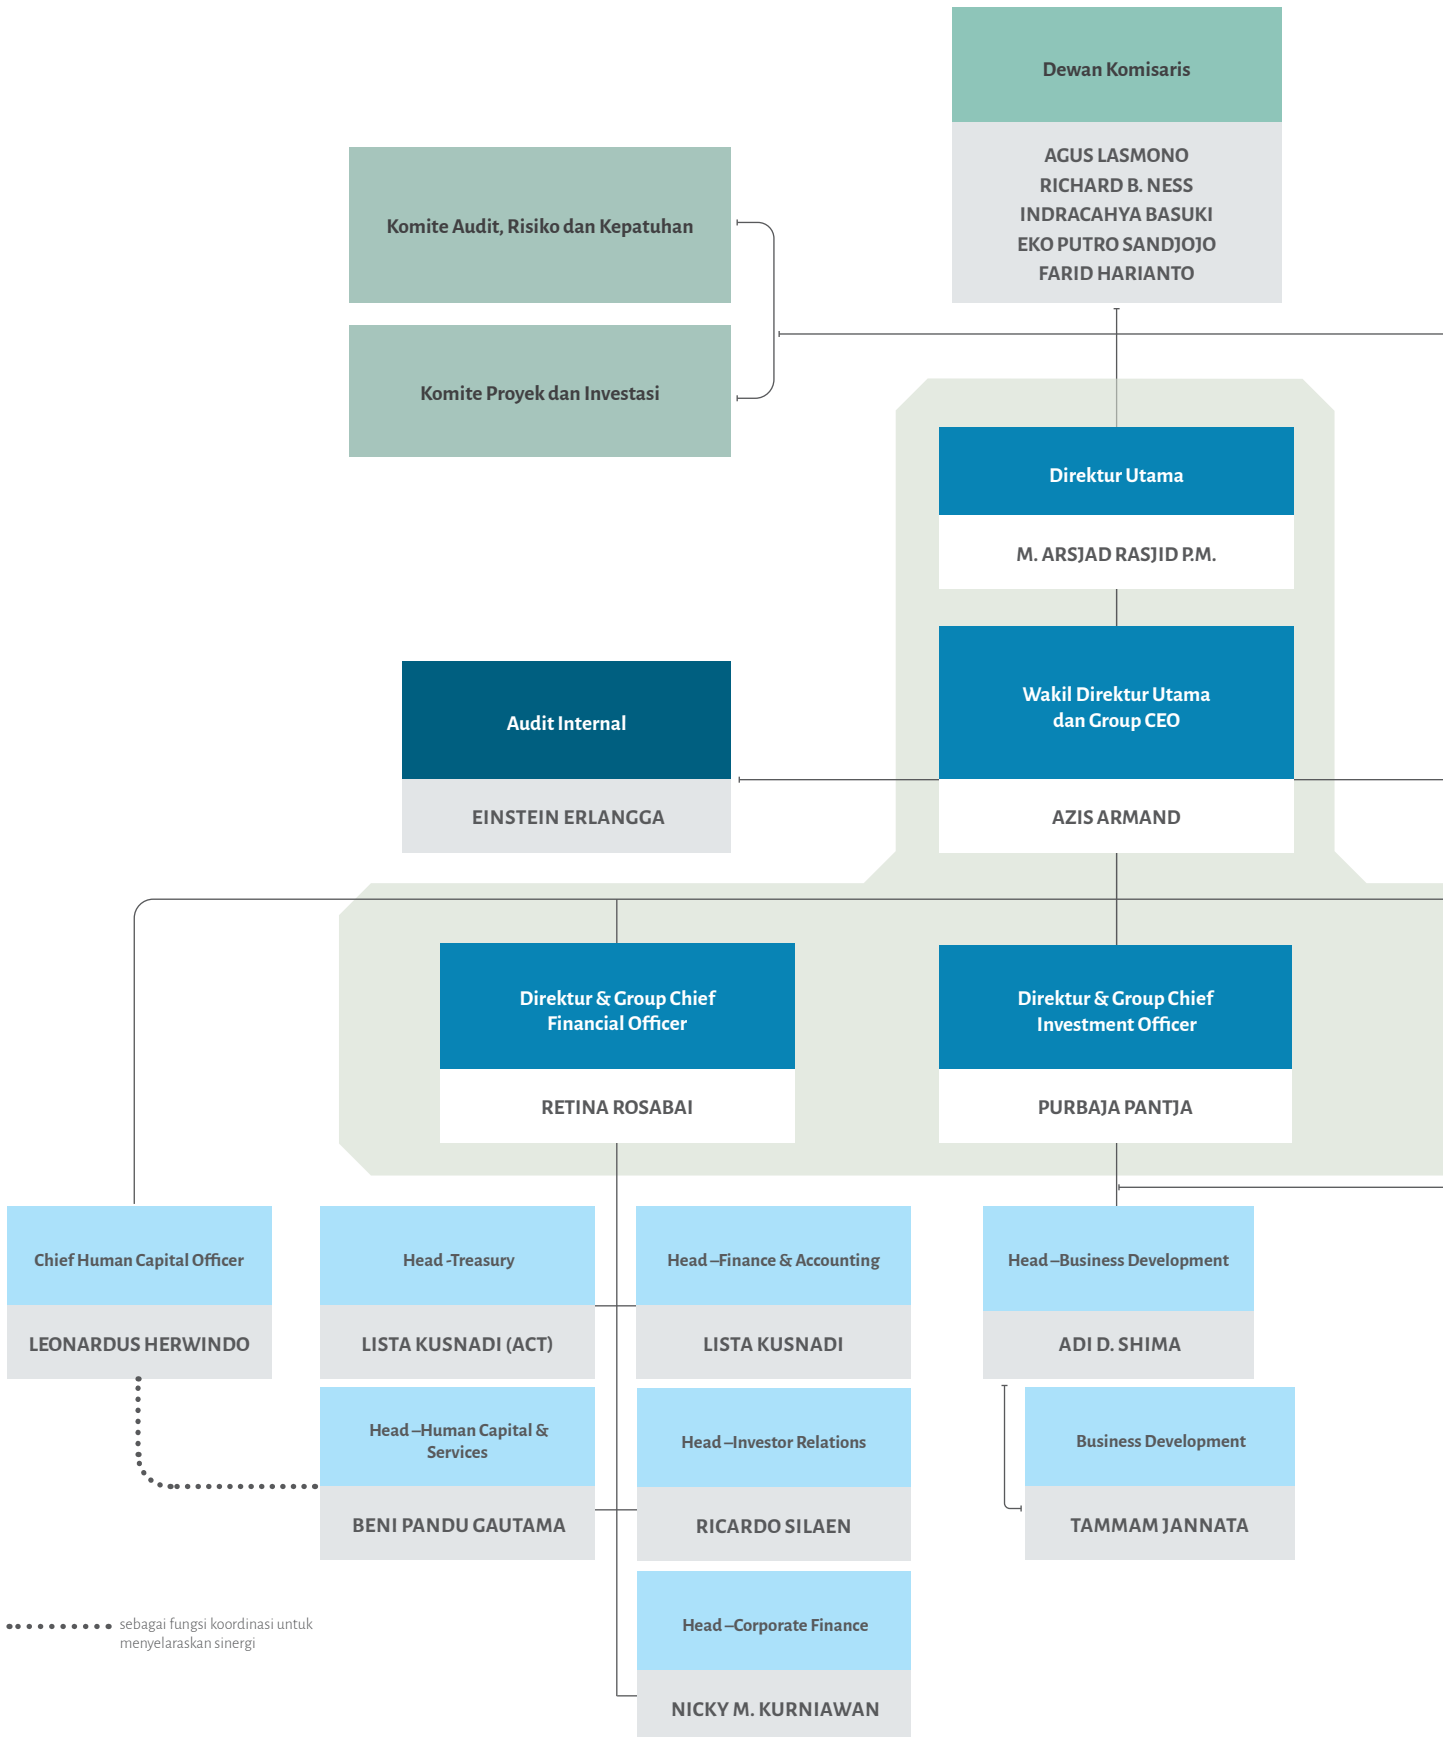 Dewan Komisaris
AGUS LASMONO
RICHARD B. NESS
INDRACAHYA BASUKI
EKO PUTRO SANDJOJO
FARID HARIANTO
Komite Audit, Risiko dan Kepatuhan
Komite Proyek dan Investasi
Direktur Utama
M. ARSJAD RASJID P.M.
Wakil Direktur Utama
dan Group CEO
AZIS ARMAND
Audit Internal
EINSTEIN ERLANGGA
Direktur & Group Chief
Financial Officer
RETINA ROSABAI
Direktur & Group Chief
Investment Officer
PURBAJA PANTJA
Chief Human Capital Officer
LEONARDUS HERWINDO
Head -Treasury
LISTA KUSNADI (ACT)
Head –Finance & Accounting
LISTA KUSNADI
Head –Business Development
ADI D. SHIMA
Head –Human Capital &
Services
BENI PANDU GAUTAMA
Head –Investor Relations
RICARDO SILAEN
Business Development
TAMMAM JANNATA
Head –Corporate Finance
NICKY M. KURNIAWAN
sebagai fungsi koordinasi untuk
menyelaraskan sinergi